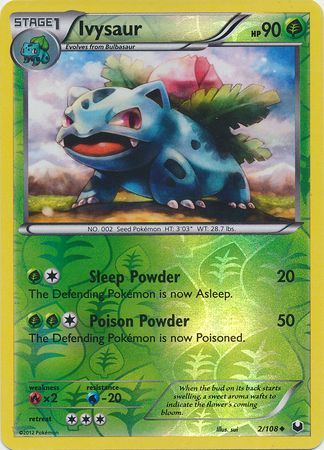 STAGE1 Ivysaur HP 90
Evolves from Bulbasaur
NO. 002 Seed Pokémon HT: 3'03" WT: 28.7 lbs.
Sleep Powder 20
The Defending Pokémon is now Asleep.
Poison Powder 50
The Defending Pokémon is now Poisoned.
weakness resistance
×2 -20
retreat
When the bud on its back starts
swelling, a sweet aroma wafts to
indicate the flower's coming
bloom.
©2012 Pokémon Illus. sui 2/108